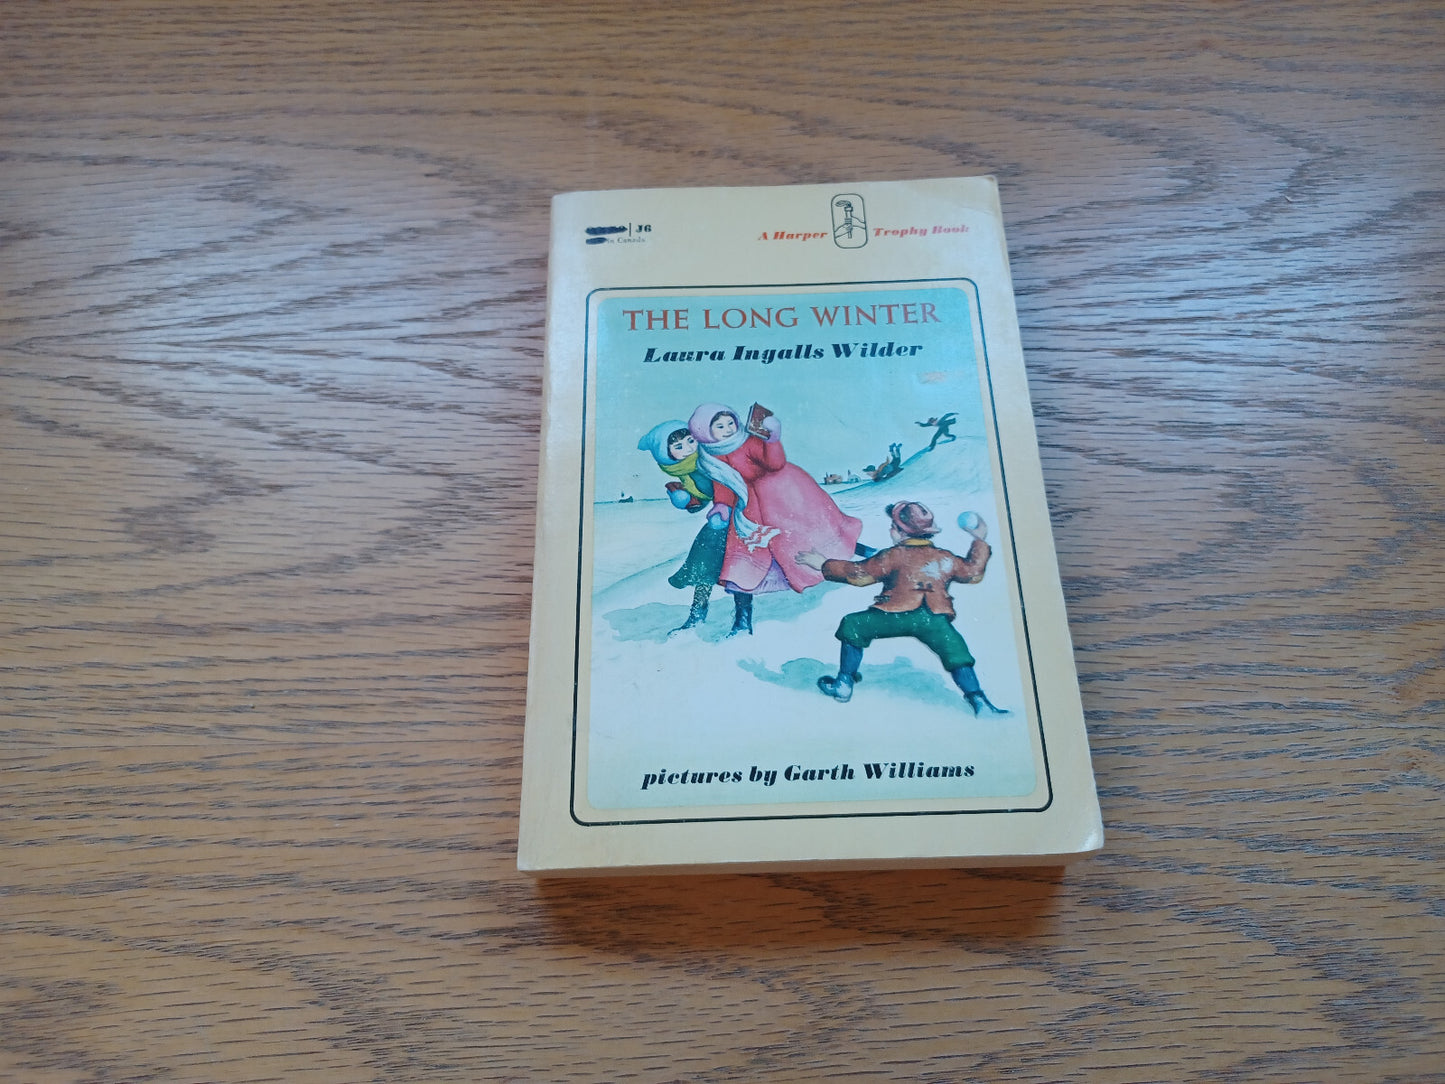 J6
in Canada
A Harper Trophy Book
THE LONG WINTER
Laura Ingalls Wilder
pictures by Garth Williams